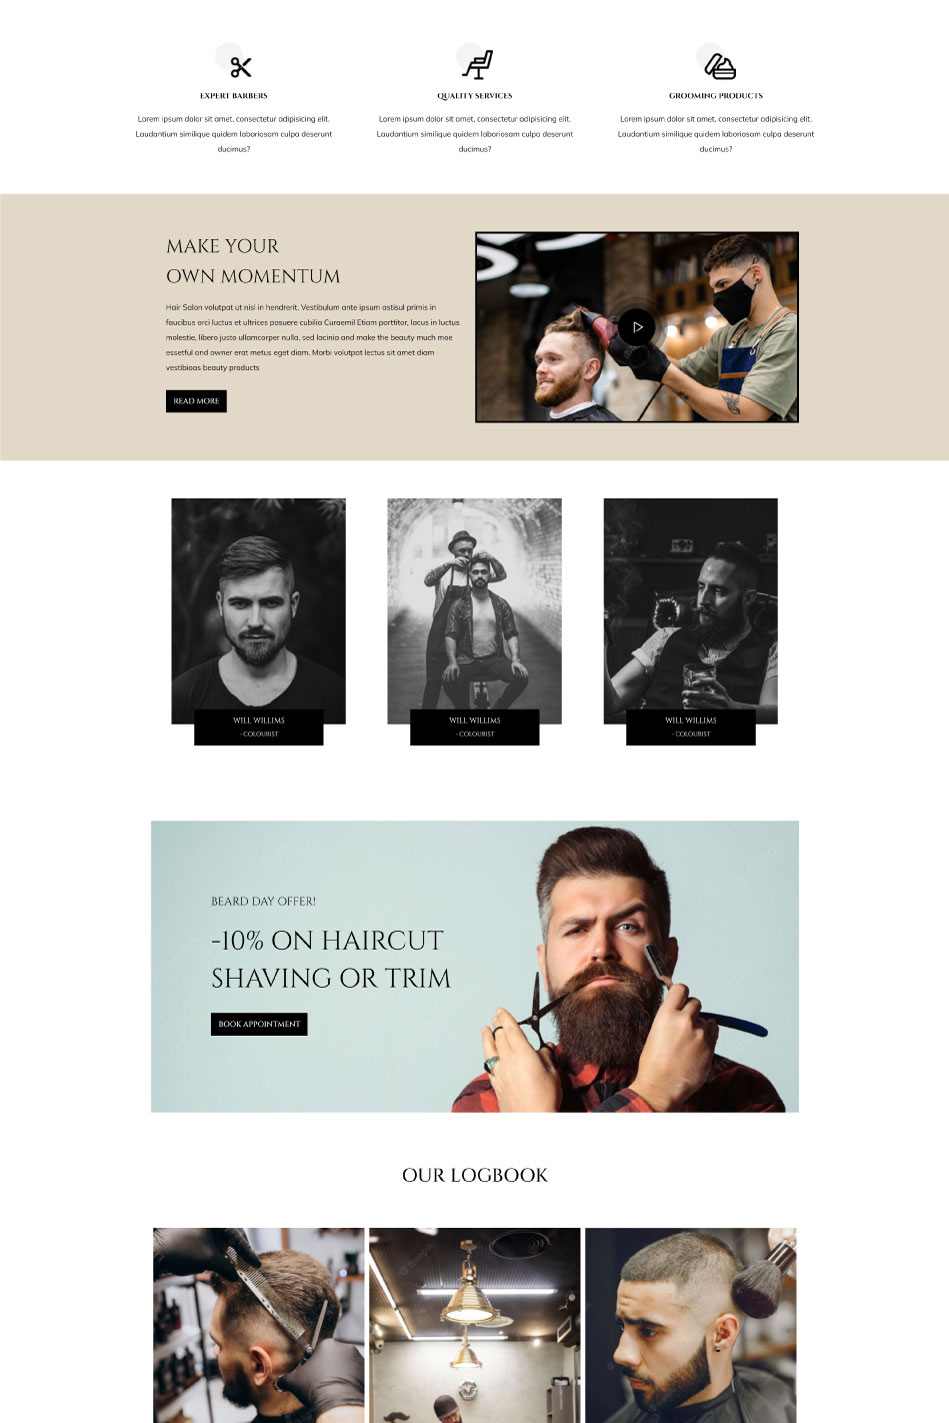 EXPERT BARBERS
Lorem ipsum dolor sit amet, consectetur adipisicing elit.
Laudantium similique quidem laboriosam culpa deserunt
ducimus?
QUALITY SERVICES
Lorem ipsum dolor sit amet, consectetur adipisicing elit.
Laudantium similique quidem laboriosam culpa deserunt
ducimus?
GROOMING PRODUCTS
Lorem ipsum dolor sit amet, consectetur adipisicing elit.
Laudantium similique quidem laboriosam culpa deserunt
ducimus?
MAKE YOUR
OWN MOMENTUM
Hair Salon volutpat ut nisl in hendrerit. Vestibulum ante ipsum astisul primis in
faucibus orci luctus et ultrices posuere cubilia Curaemil Etiam porttitor, lacus in luctus
molestie, libero justo ullamcorper nulla, sed lacinia and make the beauty much moe
essetful and owner erat metus eget diam. Morbi volutpat lectus sit amet diam
vestibioas beauty products
READ MORE
WILL WILLIMS
- COLOURIST
WILL WILLIMS
- COLOURIST
WILL WILLIMS
- COLOURIST
BEARD DAY OFFER!
-10% ON HAIRCUT
SHAVING OR TRIM
BOOK APPOINTMENT
OUR LOGBOOK